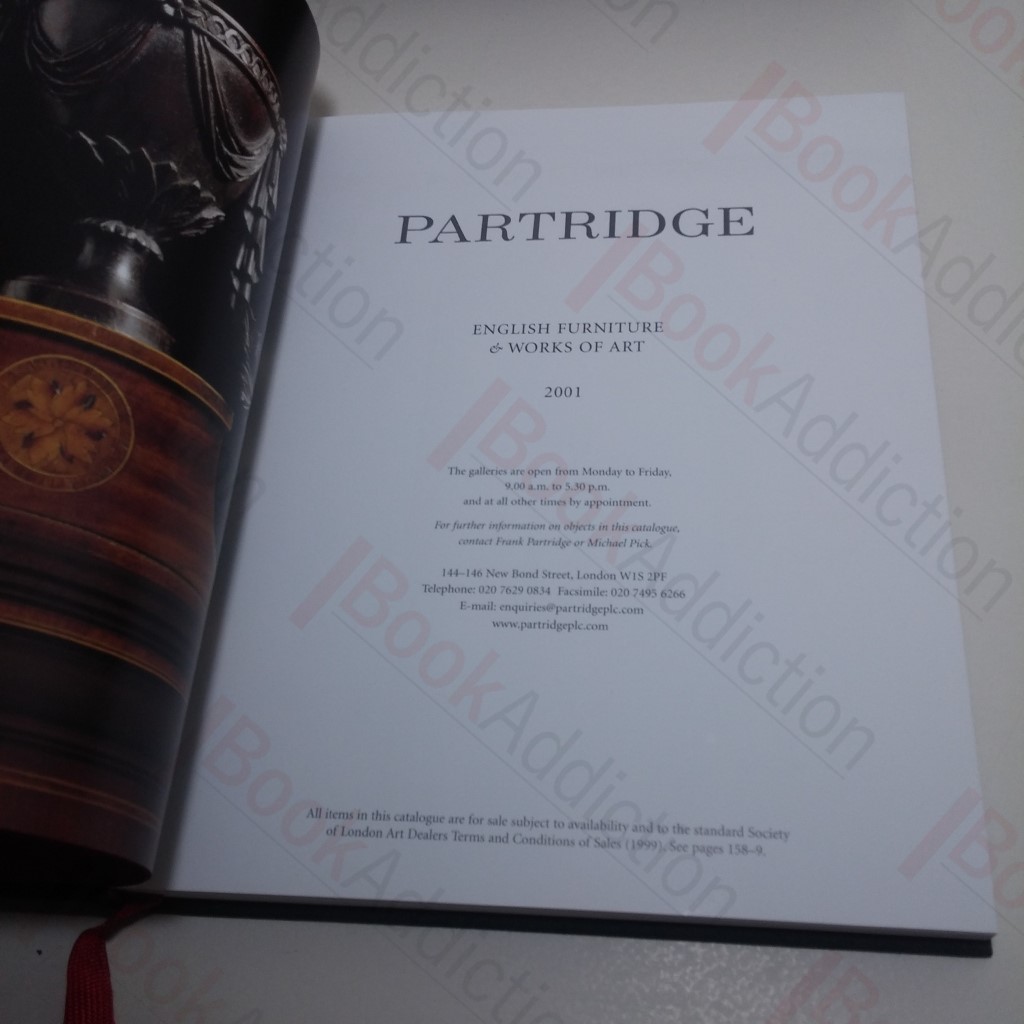 PARTRIDGE
ENGLISH FURNITURE
& WORKS OF ART
2001
The galleries are open from Monday to Friday,
9.00 a.m. to 5.30 p.m.
and at all other times by appointment.
For further information on objects in this catalogue,
contact Frank Partridge or Michael Pick.
144–146 New Bond Street, London W1S 2PF
Telephone: 020 7629 0834 Facsimile: 020 7495 6266
E-mail: enquiries@partridgeplc.com
www.partridgeplc.com
All items in this catalogue are for sale subject to availability and to the standard Society
of London Art Dealers Terms and Conditions of Sales (1999). See pages 158–9.
BookAddiction
BookAddiction
BookAddiction
BookAddiction
BookAddiction